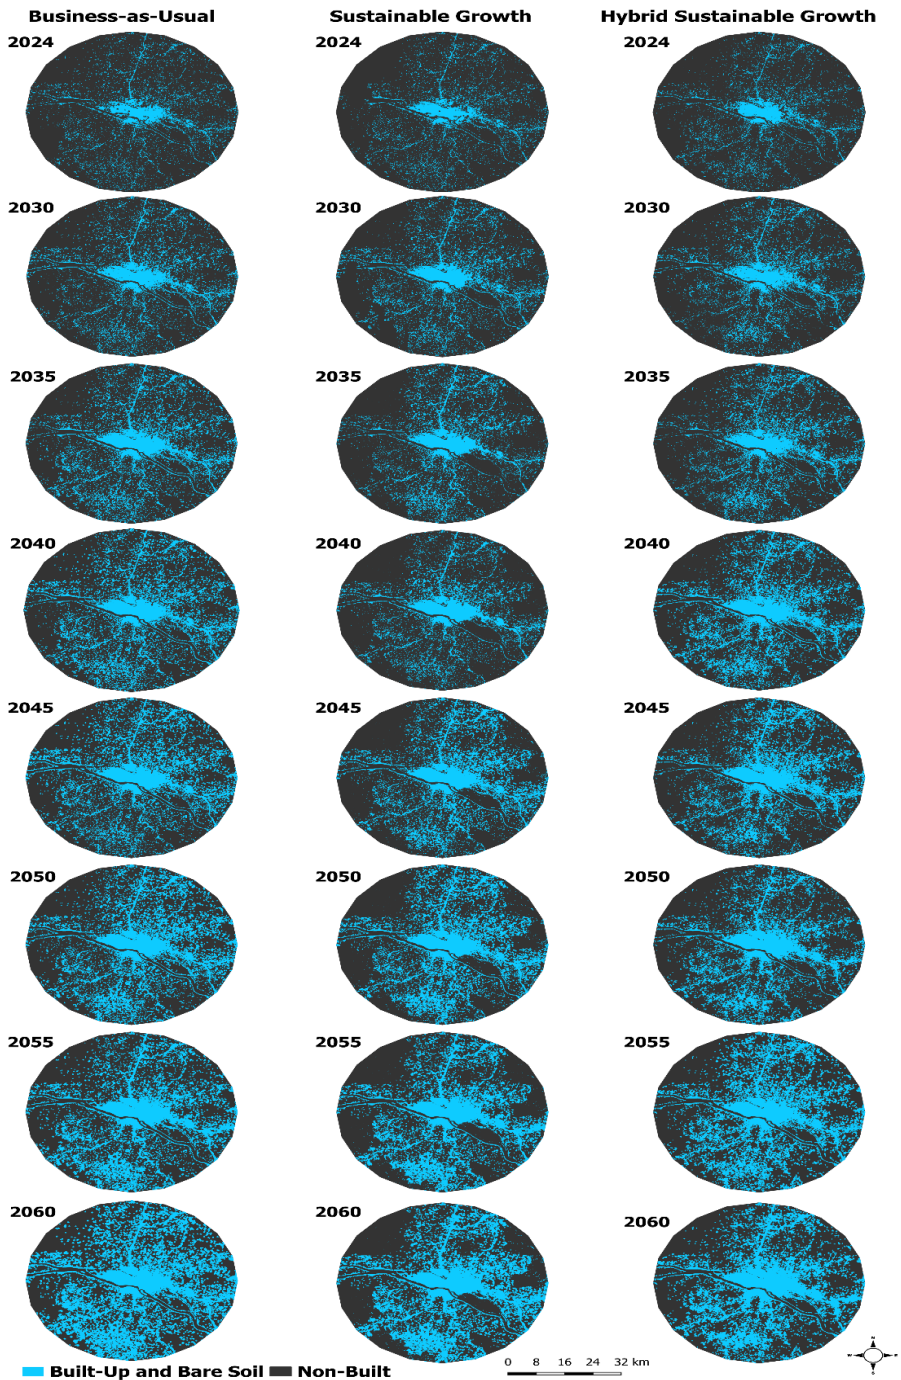 Business-as-Usual Sustainable Growth Hybrid Sustainable Growth
2024 2024 2024
2030 2030 2030
2035 2035 2035
2040 2040 2040
2045 2045 2045
2050 2050 2050
2055 2055 2055
2060 2060 2060
Built-Up and Bare Soil Non-Built
0 8 16 24 32 km
N
W
S